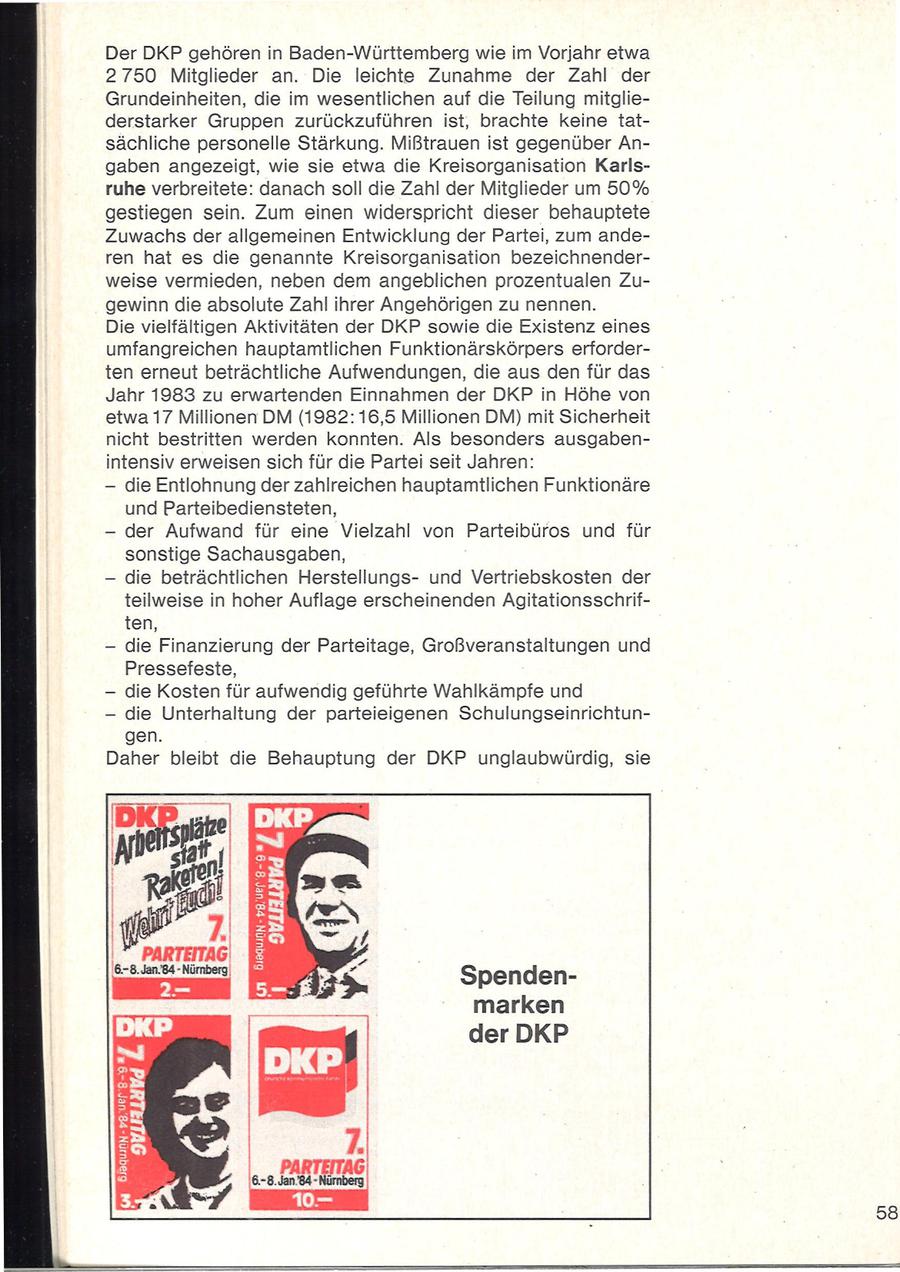 Der DKP gehören in Baden-Württemberg wie im Vorjahr etwa
2 750 Mitglieder an. Die leichte Zunahme der Zahl der
Grundeinheiten, die im wesentlichen auf die Teilung mitglie-
derstarker Gruppen zurückzuführen ist, brachte keine tat-
sächliche personelle Stärkung. Mißtrauen ist gegenüber An-
gaben angezeigt, wie sie etwa die Kreisorganisation Karls-
ruhe verbreitete: danach soll die Zahl der Mitglieder um 50%
gestiegen sein. Zum einen widerspricht dieser behauptete
Zuwachs der allgemeinen Entwicklung der Partei, zum ande-
ren hat es die genannte Kreisorganisation bezeichnender-
weise vermieden, neben dem angeblichen prozentualen Zu-
gewinn die absolute Zahl ihrer Angehörigen zu nennen.
Die vielfältigen Aktivitäten der DKP sowie die Existenz eines
umfangreichen hauptamtlichen Funktionärskörpers erforder-
ten erneut beträchtliche Aufwendungen, die aus den für das
Jahr 1983 zu erwartenden Einnahmen der DKP in Höhe von
etwa 17 Millionen DM (1982: 16,5 Millionen DM) mit Sicherheit
nicht bestritten werden konnten. Als besonders ausgaben-
intensiv erweisen sich für die Partei seit Jahren:
– die Entlohnung der zahlreichen hauptamtlichen Funktionäre
und Parteibediensteten,
– der Aufwand für eine Vielzahl von Parteibüros und für
sonstige Sachausgaben,
– die beträchtlichen Herstellungs- und Vertriebskosten der
teilweise in hoher Auflage erscheinenden Agitationsschrif-
ten,
– die Finanzierung der Parteitage, Großveranstaltungen und
Pressefeste,
– die Kosten für aufwendig geführte Wahlkämpfe und
– die Unterhaltung der parteieigenen Schulungseinrichtun-
gen.
Daher bleibt die Behauptung der DKP unglaubwürdig, sie
DKP
Arbeitsplätze
statt
Raketen!
Wehrt Euch!
7.
PARTEITAG
6.–8. Jan.'84 - Nürnberg
2.–
DKP
7. PARTEITAG
6.–8. Jan.'84 - Nürnberg
5.–
DKP
7. PARTEITAG
6.–8. Jan.'84 - Nürnberg
3.–
DKP
7.
PARTEITAG
6.–8. Jan.'84 - Nürnberg
10.–
Spenden-
marken
der DKP
58